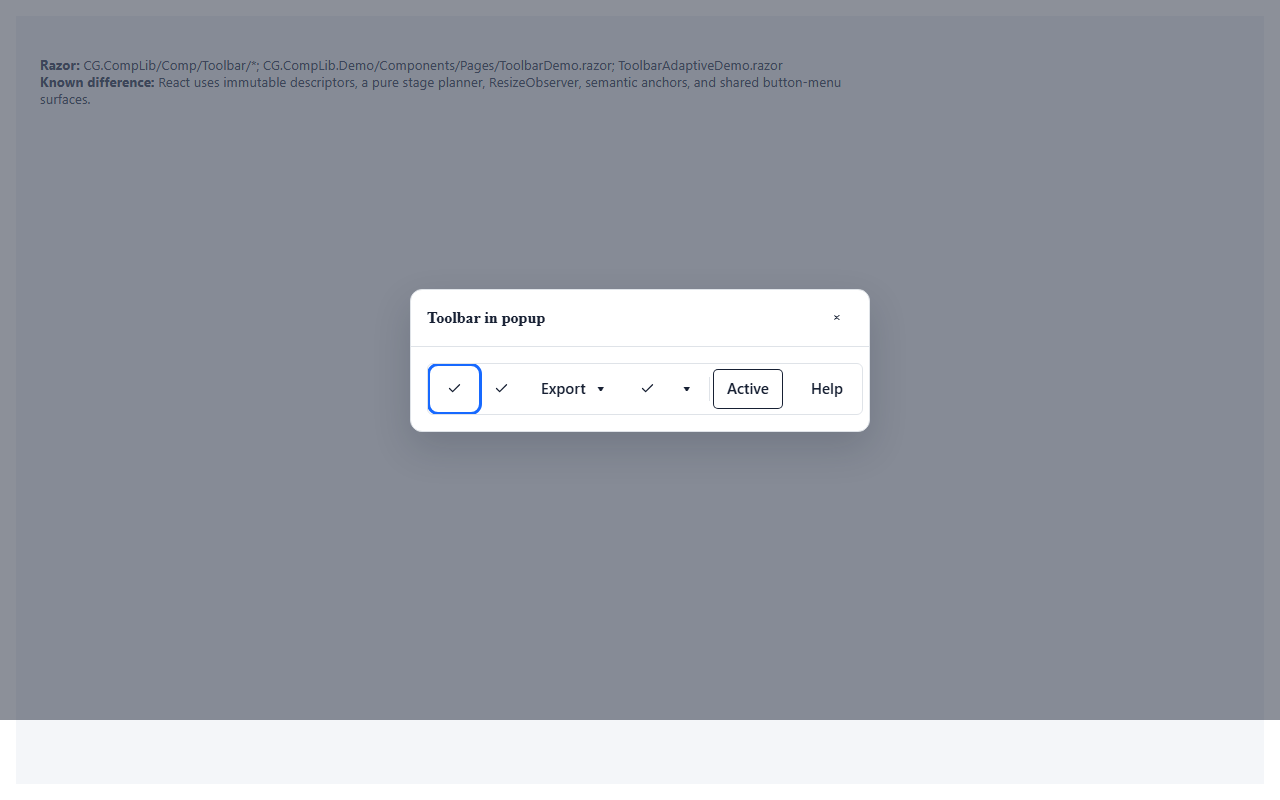 Razor: CG.CompLib/Comp/Toolbar/*; CG.CompLib.Demo/Components/Pages/ToolbarDemo.razor; ToolbarAdaptiveDemo.razor
Known difference: React uses immutable descriptors, a pure stage planner, ResizeObserver, semantic anchors, and shared button-menu
surfaces.
Toolbar in popup
Export
Active
Help